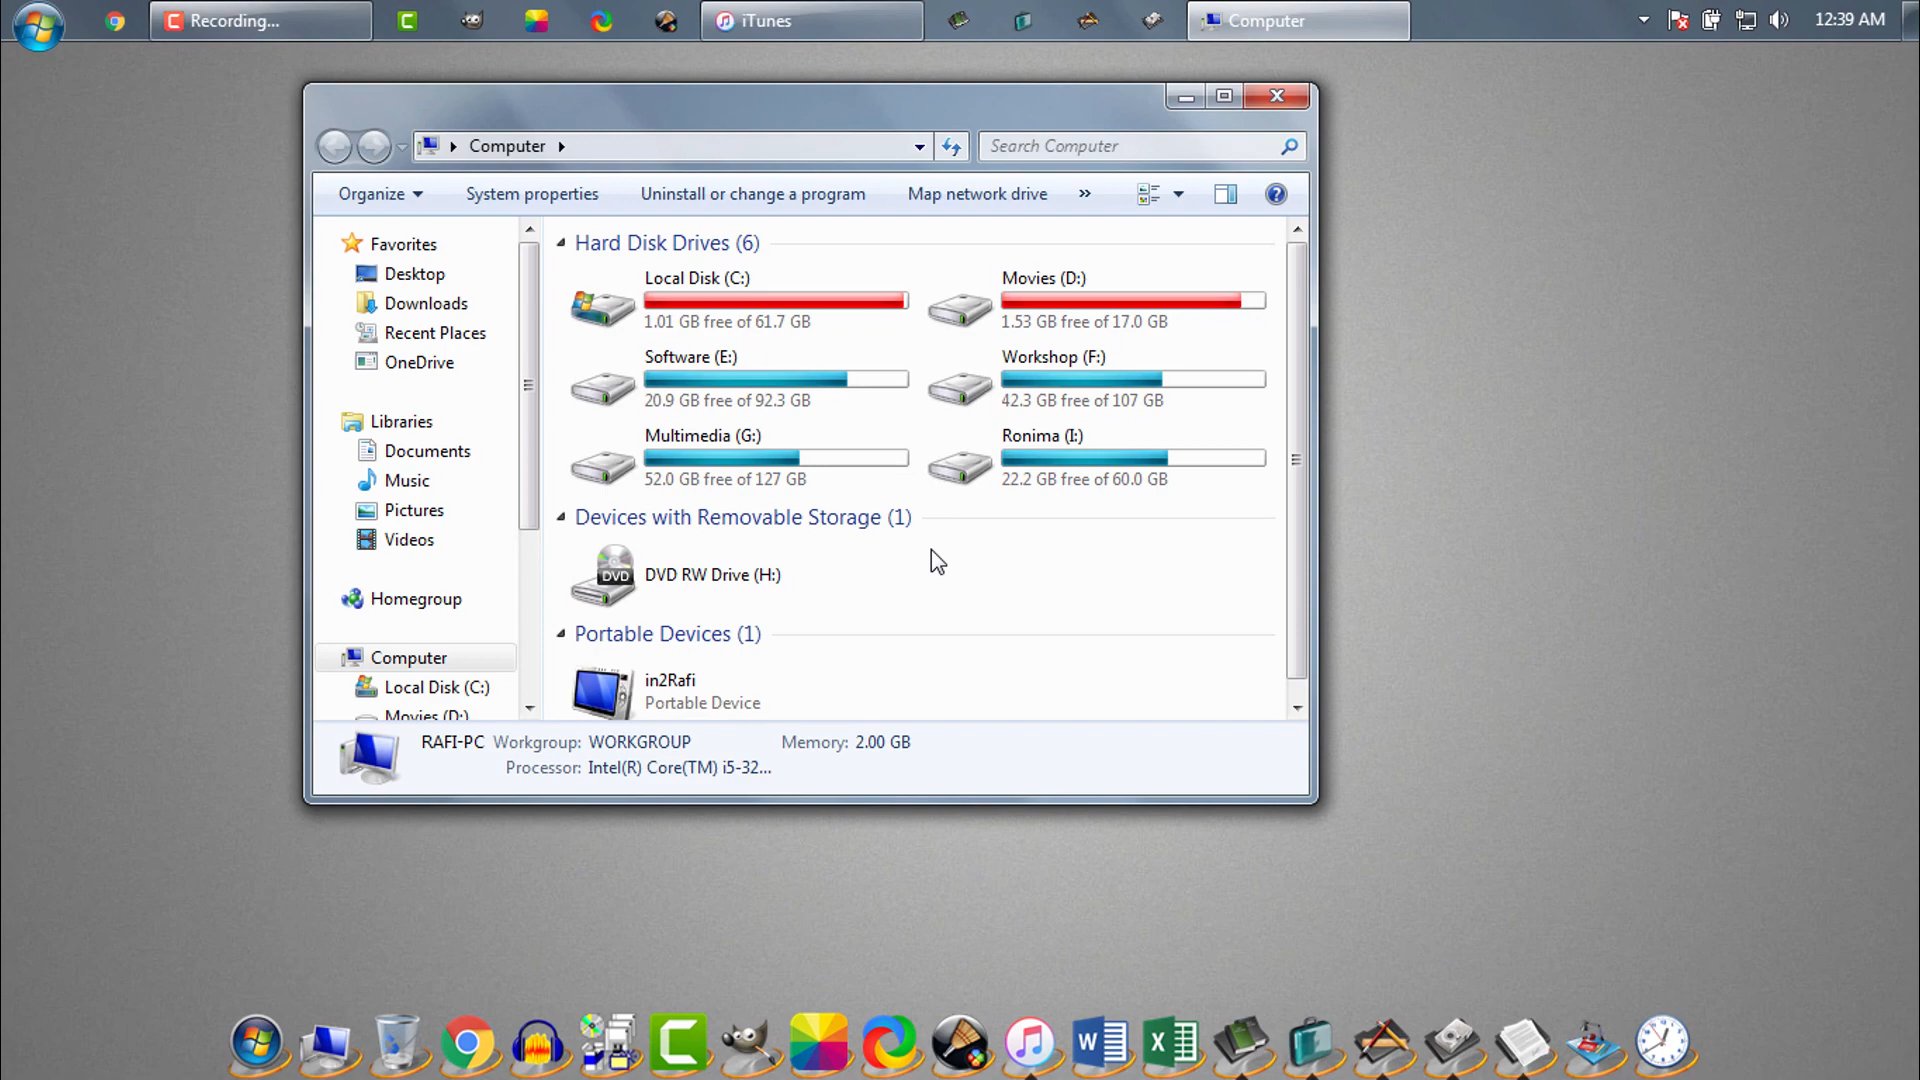 Recording...
iTunes
Computer
12:39 AM
Computer
Search Computer
Organize
System properties
Uninstall or change a program
Map network drive
»
Favorites
Desktop
Downloads
Recent Places
OneDrive
Libraries
Documents
Music
Pictures
Videos
Homegroup
Computer
Local Disk (C:)
Movies (D:)
Hard Disk Drives (6)
Local Disk (C:)
1.01 GB free of 61.7 GB
Movies (D:)
1.53 GB free of 17.0 GB
Software (E:)
20.9 GB free of 92.3 GB
Workshop (F:)
42.3 GB free of 107 GB
Multimedia (G:)
52.0 GB free of 127 GB
Ronima (I:)
22.2 GB free of 60.0 GB
Devices with Removable Storage (1)
DVD
DVD RW Drive (H:)
Portable Devices (1)
in2Rafi
Portable Device
RAFI-PC Workgroup: WORKGROUP Memory: 2.00 GB
Processor: Intel(R) Core(TM) i5-32...